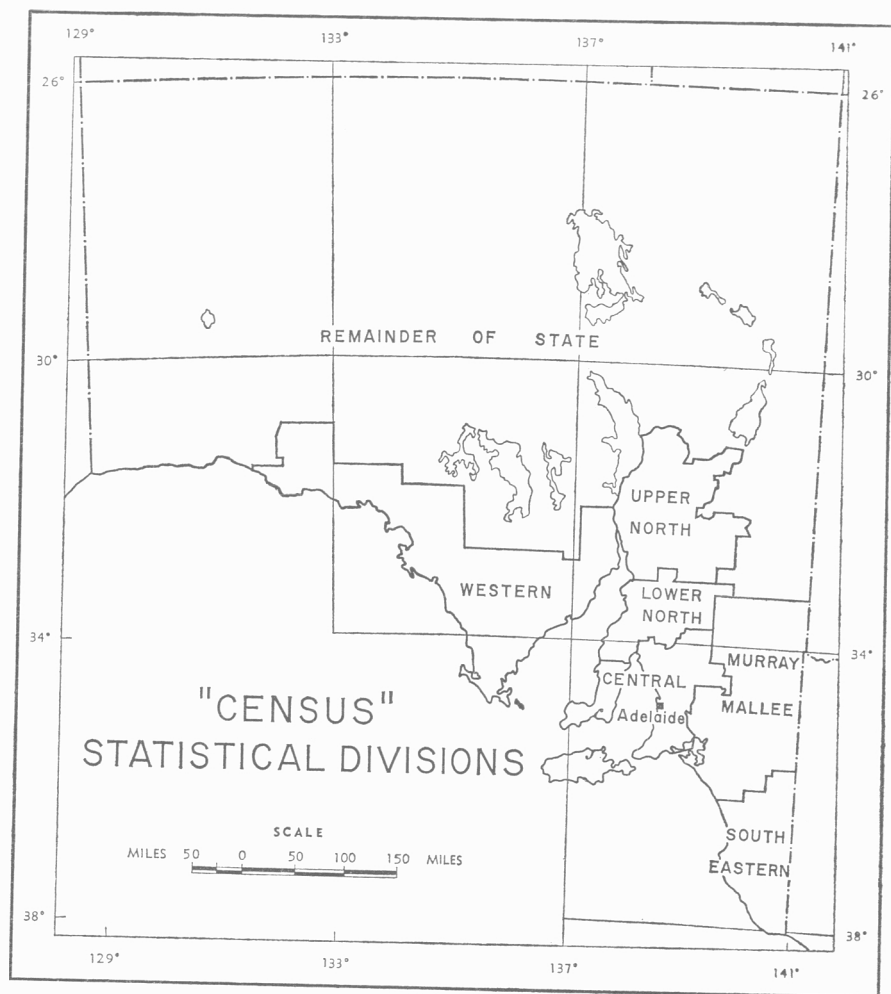 129° 133° 137° 141°
26° 26°
REMAINDER OF STATE
30° 30°
UPPER
NORTH
WESTERN
LOWER
NORTH
34° 34°
MURRAY
CENTRAL
MALLEE
Adelaide
"CENSUS"
STATISTICAL DIVISIONS
SCALE
MILES 50 0 50 100 150 MILES
SOUTH
EASTERN
38° 38°
129° 133° 137° 141°